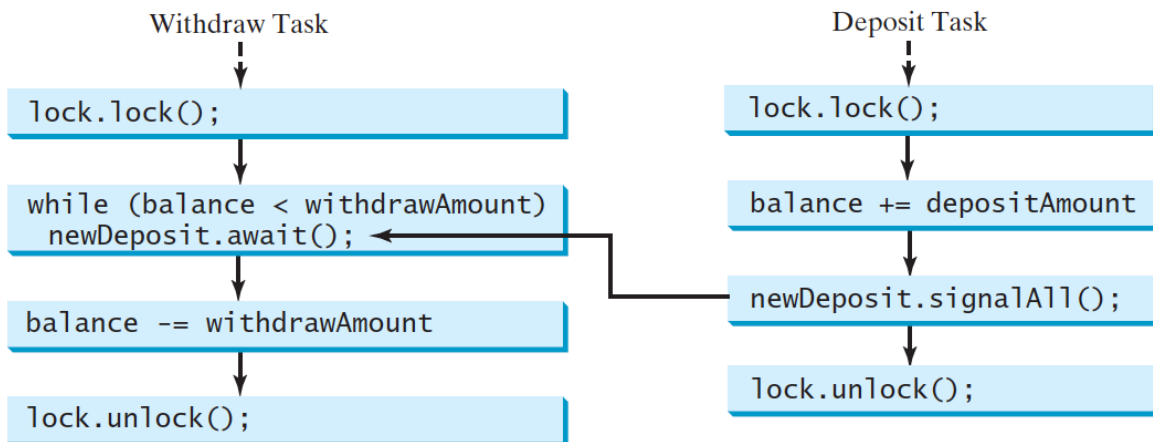 Withdraw Task
lock.lock();
while (balance < withdrawAmount)
newDeposit.await();
balance -= withdrawAmount
lock.unlock();
Deposit Task
lock.lock();
balance += depositAmount
newDeposit.signalAll();
lock.unlock();